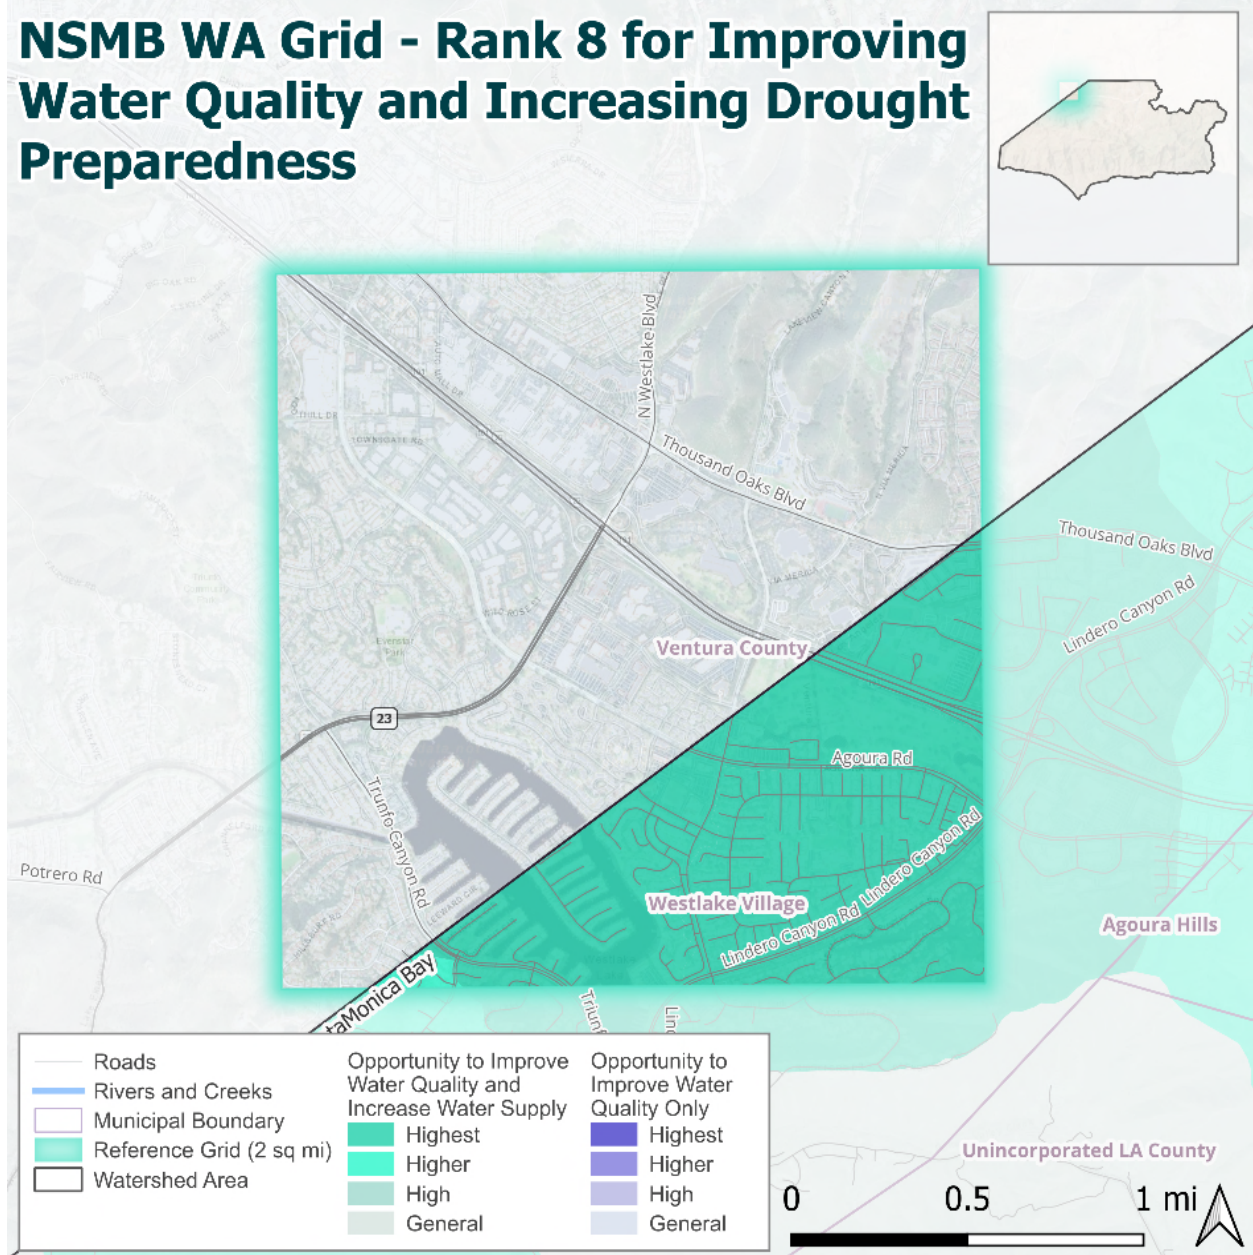 NSMB WA Grid - Rank 8 for Improving
Water Quality and Increasing Drought
Preparedness
N Westlake Blvd
Thousand Oaks Blvd
Thousand Oaks Blvd
Lindero Canyon Rd
Ventura County
23
Agoura Rd
Trunfo Canyon Rd
Potrero Rd
Lindero Canyon Rd
Westlake Village
Lindero Canyon Rd
Agoura Hills
taMonica Bay
Triunf
Linc
Roads
Rivers and Creeks
Municipal Boundary
Reference Grid (2 sq mi)
Watershed Area
Opportunity to Improve
Water Quality and
Increase Water Supply
Highest
Higher
High
General
Opportunity to
Improve Water
Quality Only
Highest
Higher
High
General
Unincorporated LA County
0 0.5 1 mi